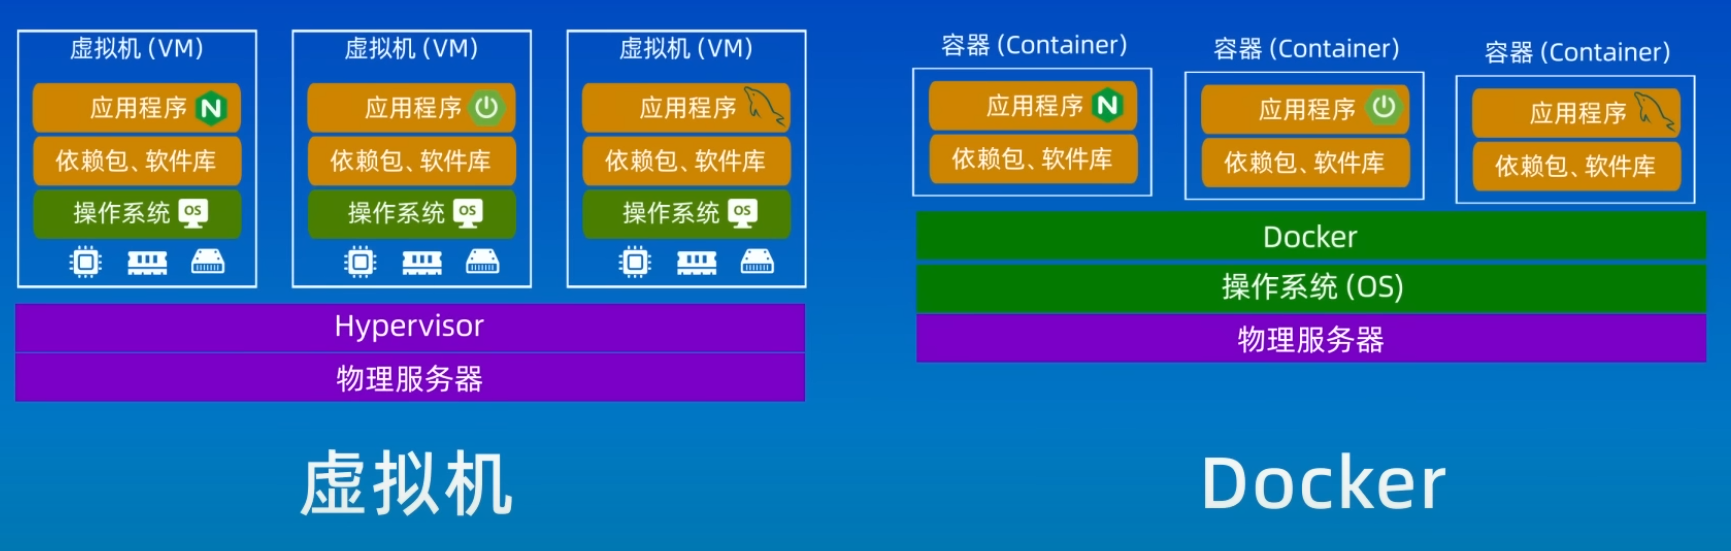 虚拟机 (VM)
应用程序 N
依赖包、软件库
操作系统 OS
虚拟机 (VM)
应用程序
依赖包、软件库
操作系统 OS
虚拟机 (VM)
应用程序
依赖包、软件库
操作系统 OS
Hypervisor
物理服务器
虚拟机
容器 (Container)
应用程序 N
依赖包、软件库
容器 (Container)
应用程序
依赖包、软件库
容器 (Container)
应用程序
依赖包、软件库
Docker
操作系统 (OS)
物理服务器
Docker